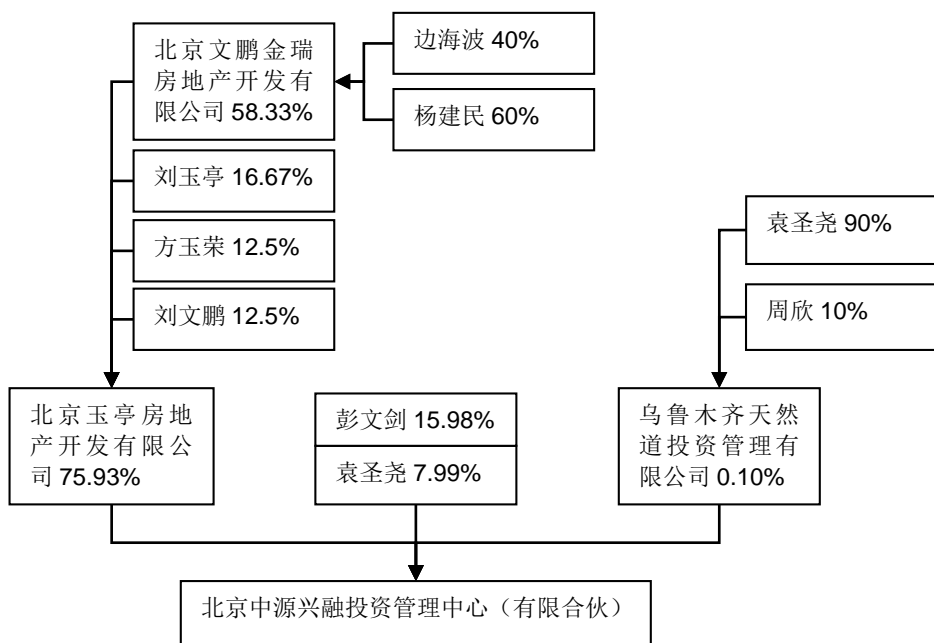 北京文鹏金瑞
房地产开发有
限公司 58.33%
边海波 40%
杨建民 60%
刘玉亭 16.67%
方玉荣 12.5%
刘文鹏 12.5%
袁圣尧 90%
周欣 10%
北京玉亭房地
产开发有限公
司 75.93%
彭文剑 15.98%
袁圣尧 7.99%
乌鲁木齐天然
道投资管理有
限公司 0.10%
北京中源兴融投资管理中心（有限合伙）